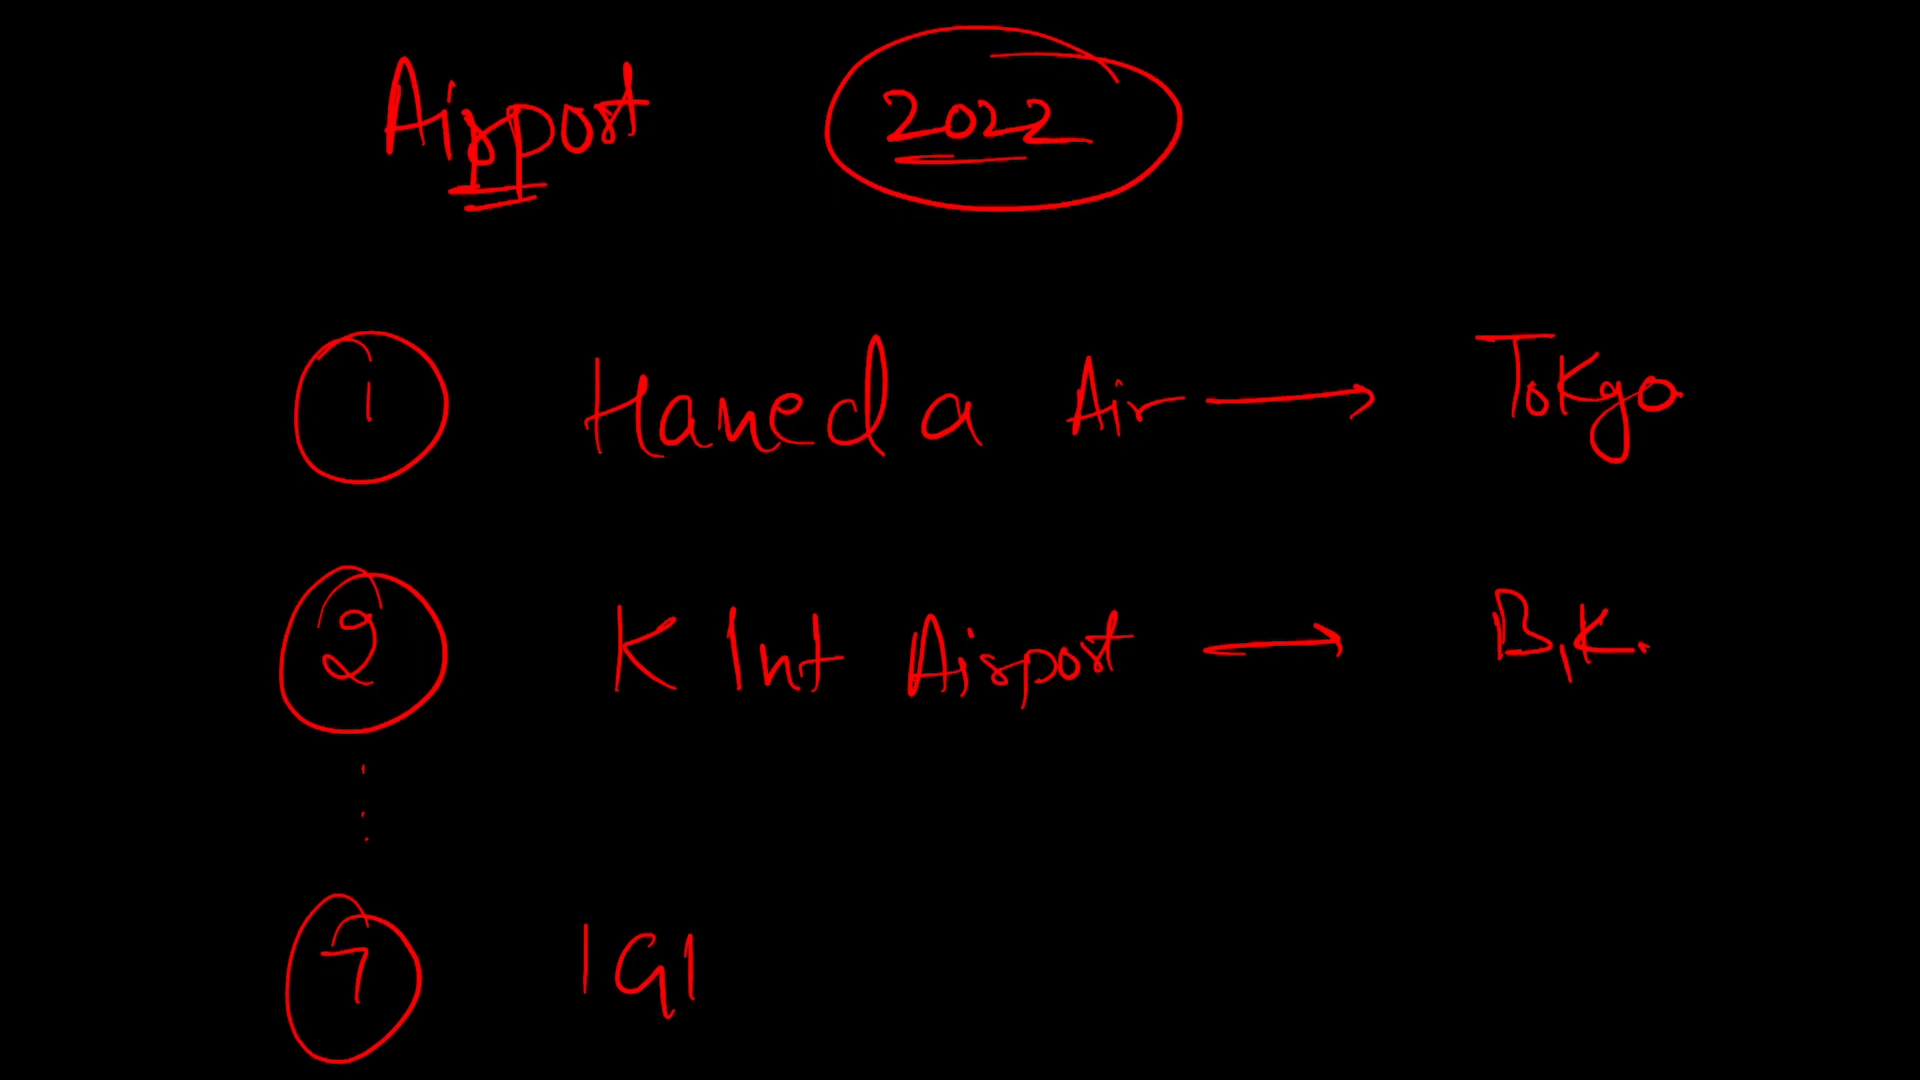 Airport 2022
1 Haneda Air → Tokyo
2 K Int Airport → B.K.
7 IGI